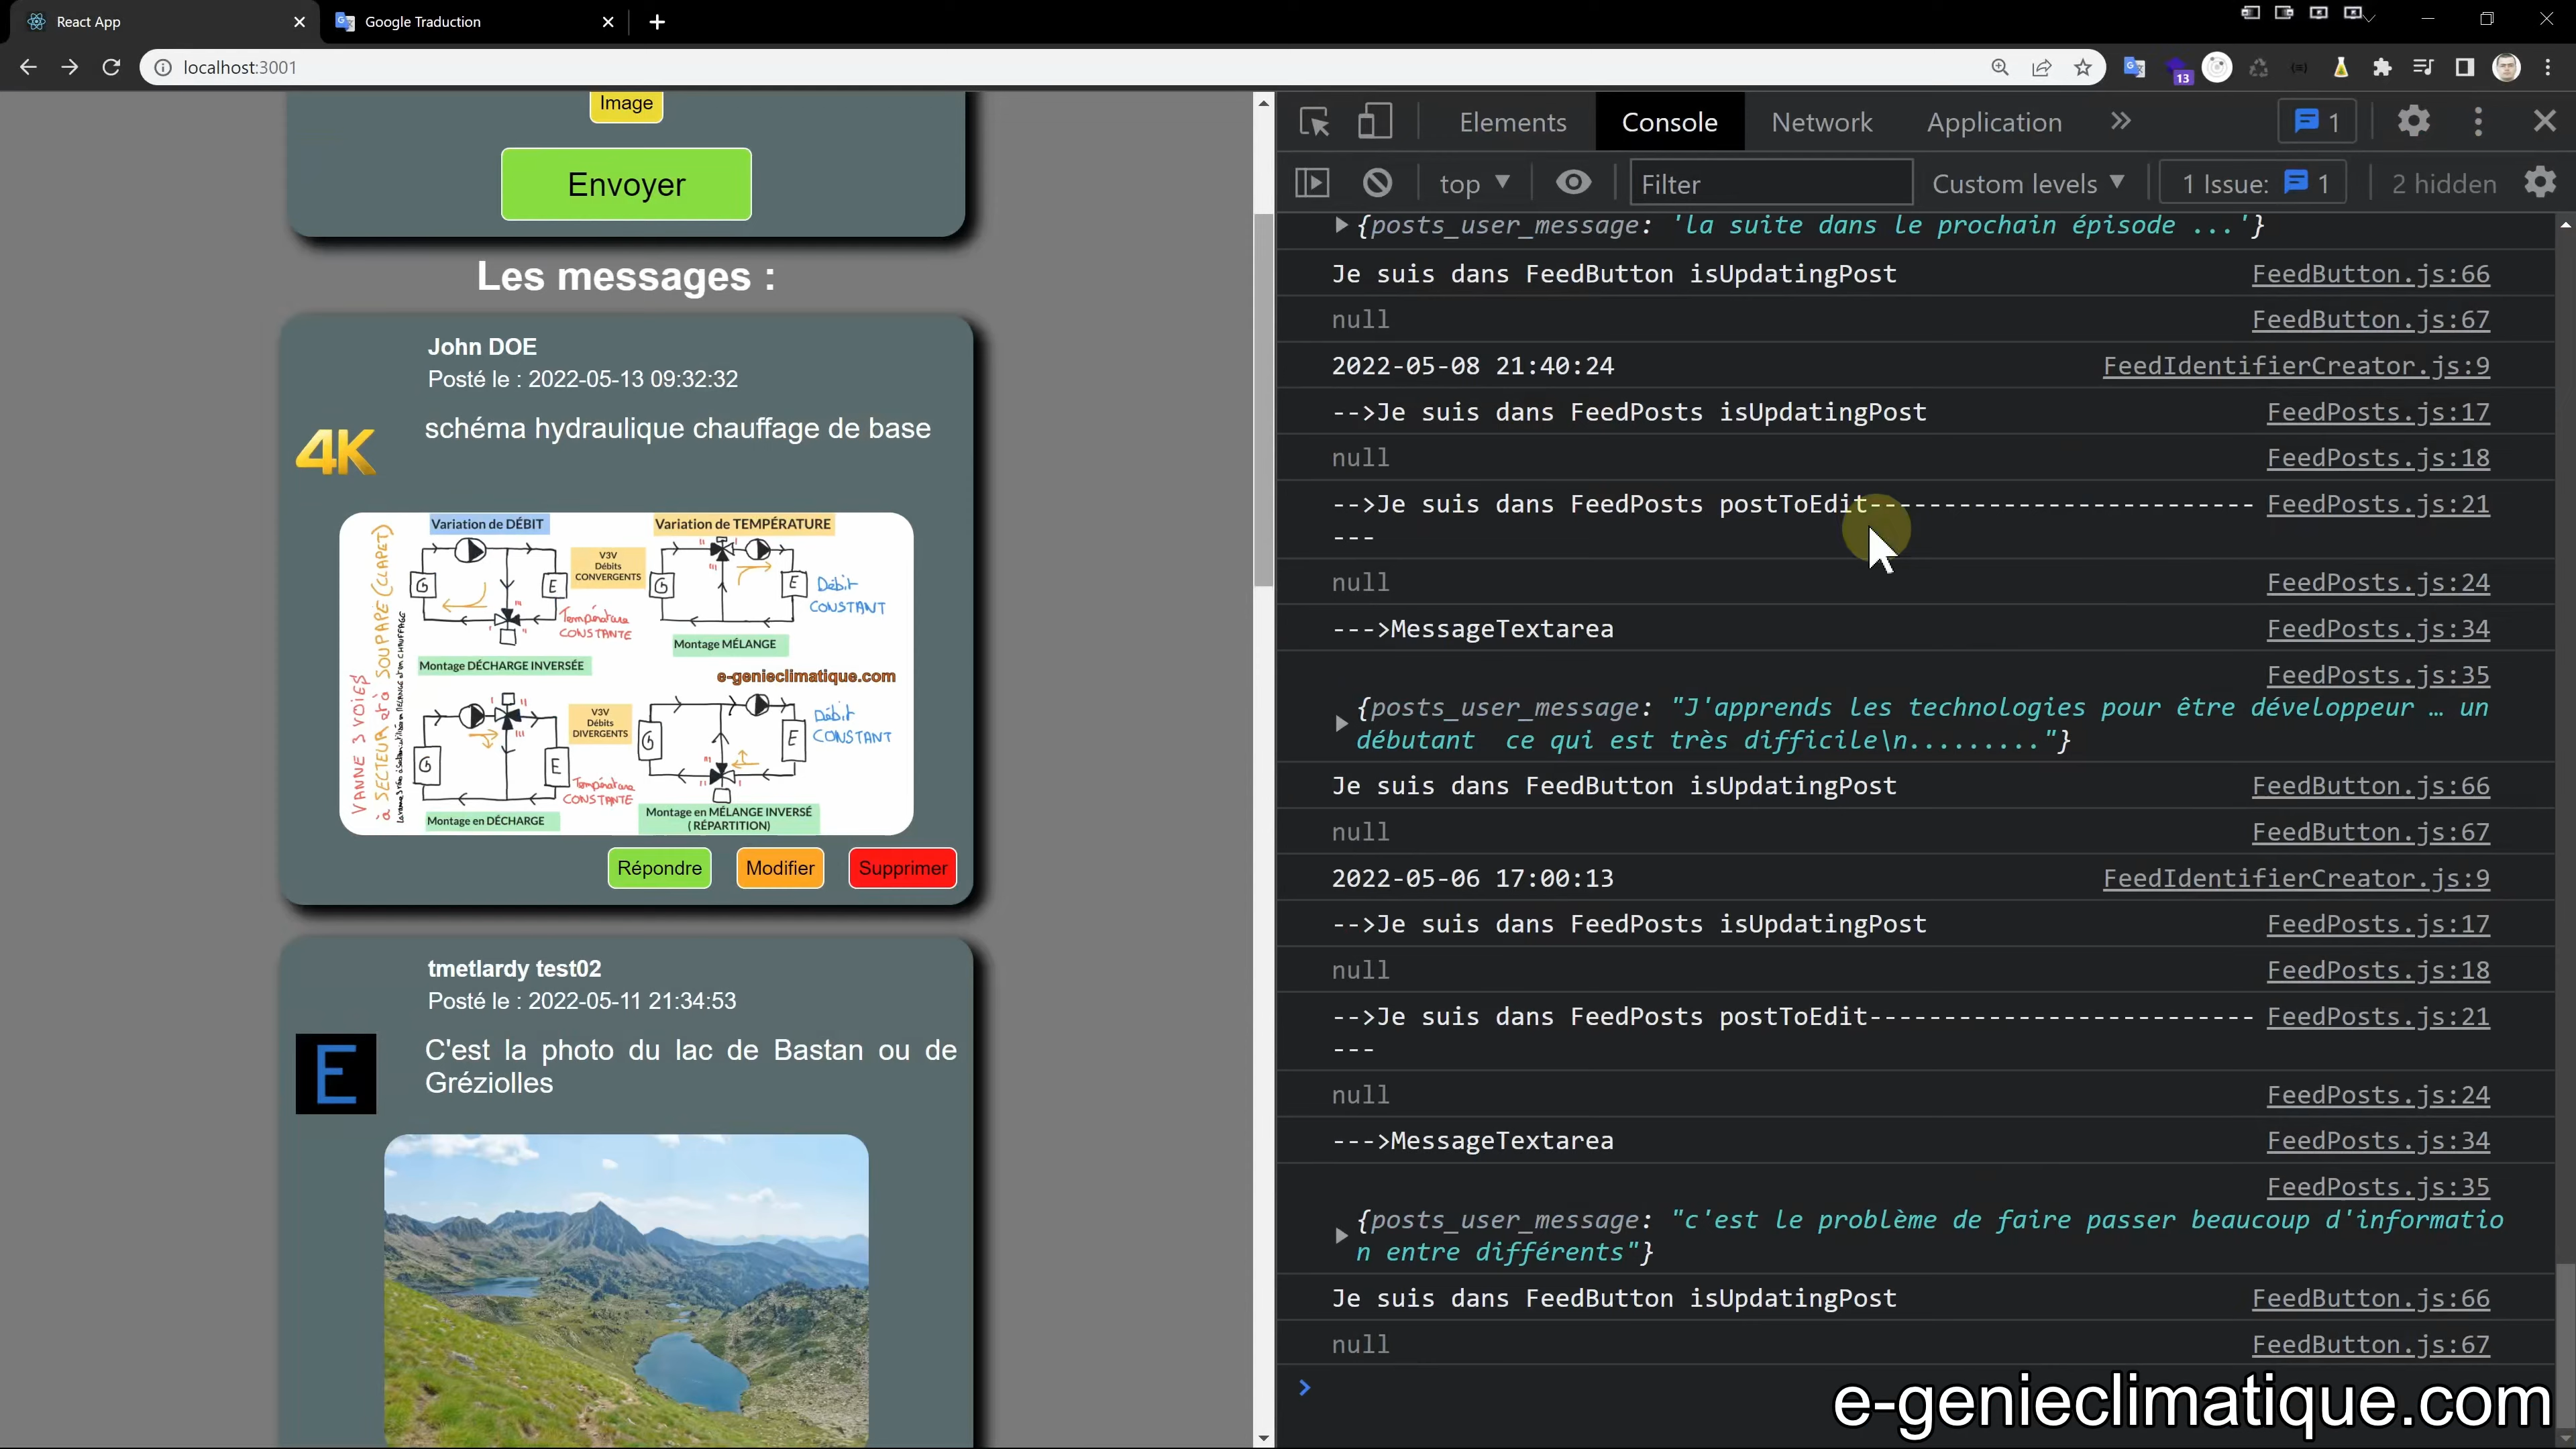 React App
Google Traduction
localhost:3001
13
Image
Envoyer
Les messages :
John DOE
Posté le : 2022-05-13 09:32:32
4K
schéma hydraulique chauffage de base
Variation de DÉBIT
Variation de TEMPÉRATURE
V3V
Débits
CONVERGENTS
G
E
G
E
Débit
CONSTANT
Température
CONSTANTE
Montage MÉLANGE
Montage DÉCHARGE INVERSÉE
e-genieclimatique.com
VANNE 3 VOIES
à SECTEUR et à SOUPAPE (CLAPET)
V3V
Débits
DIVERGENTS
G
E
G
E
Débit
CONSTANT
Température
CONSTANTE
Montage en DÉCHARGE
Montage en MÉLANGE INVERSÉ
( RÉPARTITION)
Répondre
Modifier
Supprimer
tmetlardy test02
Posté le : 2022-05-11 21:34:53
E
C'est la photo du lac de Bastan ou de
Gréziolles
Elements
Console
Network
Application
1
top
Filter
Custom levels
1 Issue: 1
2 hidden
{posts_user_message: 'la suite dans le prochain épisode ...'}
Je suis dans FeedButton isUpdatingPost FeedButton.js:66
null FeedButton.js:67
2022-05-08 21:40:24 FeedIdentifierCreator.js:9
-->Je suis dans FeedPosts isUpdatingPost FeedPosts.js:17
null FeedPosts.js:18
-->Je suis dans FeedPosts postToEdit-------------------------- FeedPosts.js:21
---
null FeedPosts.js:24
--->MessageTextarea FeedPosts.js:34
FeedPosts.js:35
{posts_user_message: "J'apprends les technologies pour être développeur … un
débutant  ce qui est très difficile\n........."}
Je suis dans FeedButton isUpdatingPost FeedButton.js:66
null FeedButton.js:67
2022-05-06 17:00:13 FeedIdentifierCreator.js:9
-->Je suis dans FeedPosts isUpdatingPost FeedPosts.js:17
null FeedPosts.js:18
-->Je suis dans FeedPosts postToEdit-------------------------- FeedPosts.js:21
---
null FeedPosts.js:24
--->MessageTextarea FeedPosts.js:34
FeedPosts.js:35
{posts_user_message: "c'est le problème de faire passer beaucoup d'informatio
n entre différents"}
Je suis dans FeedButton isUpdatingPost FeedButton.js:66
null FeedButton.js:67
e-genieclimatique.com